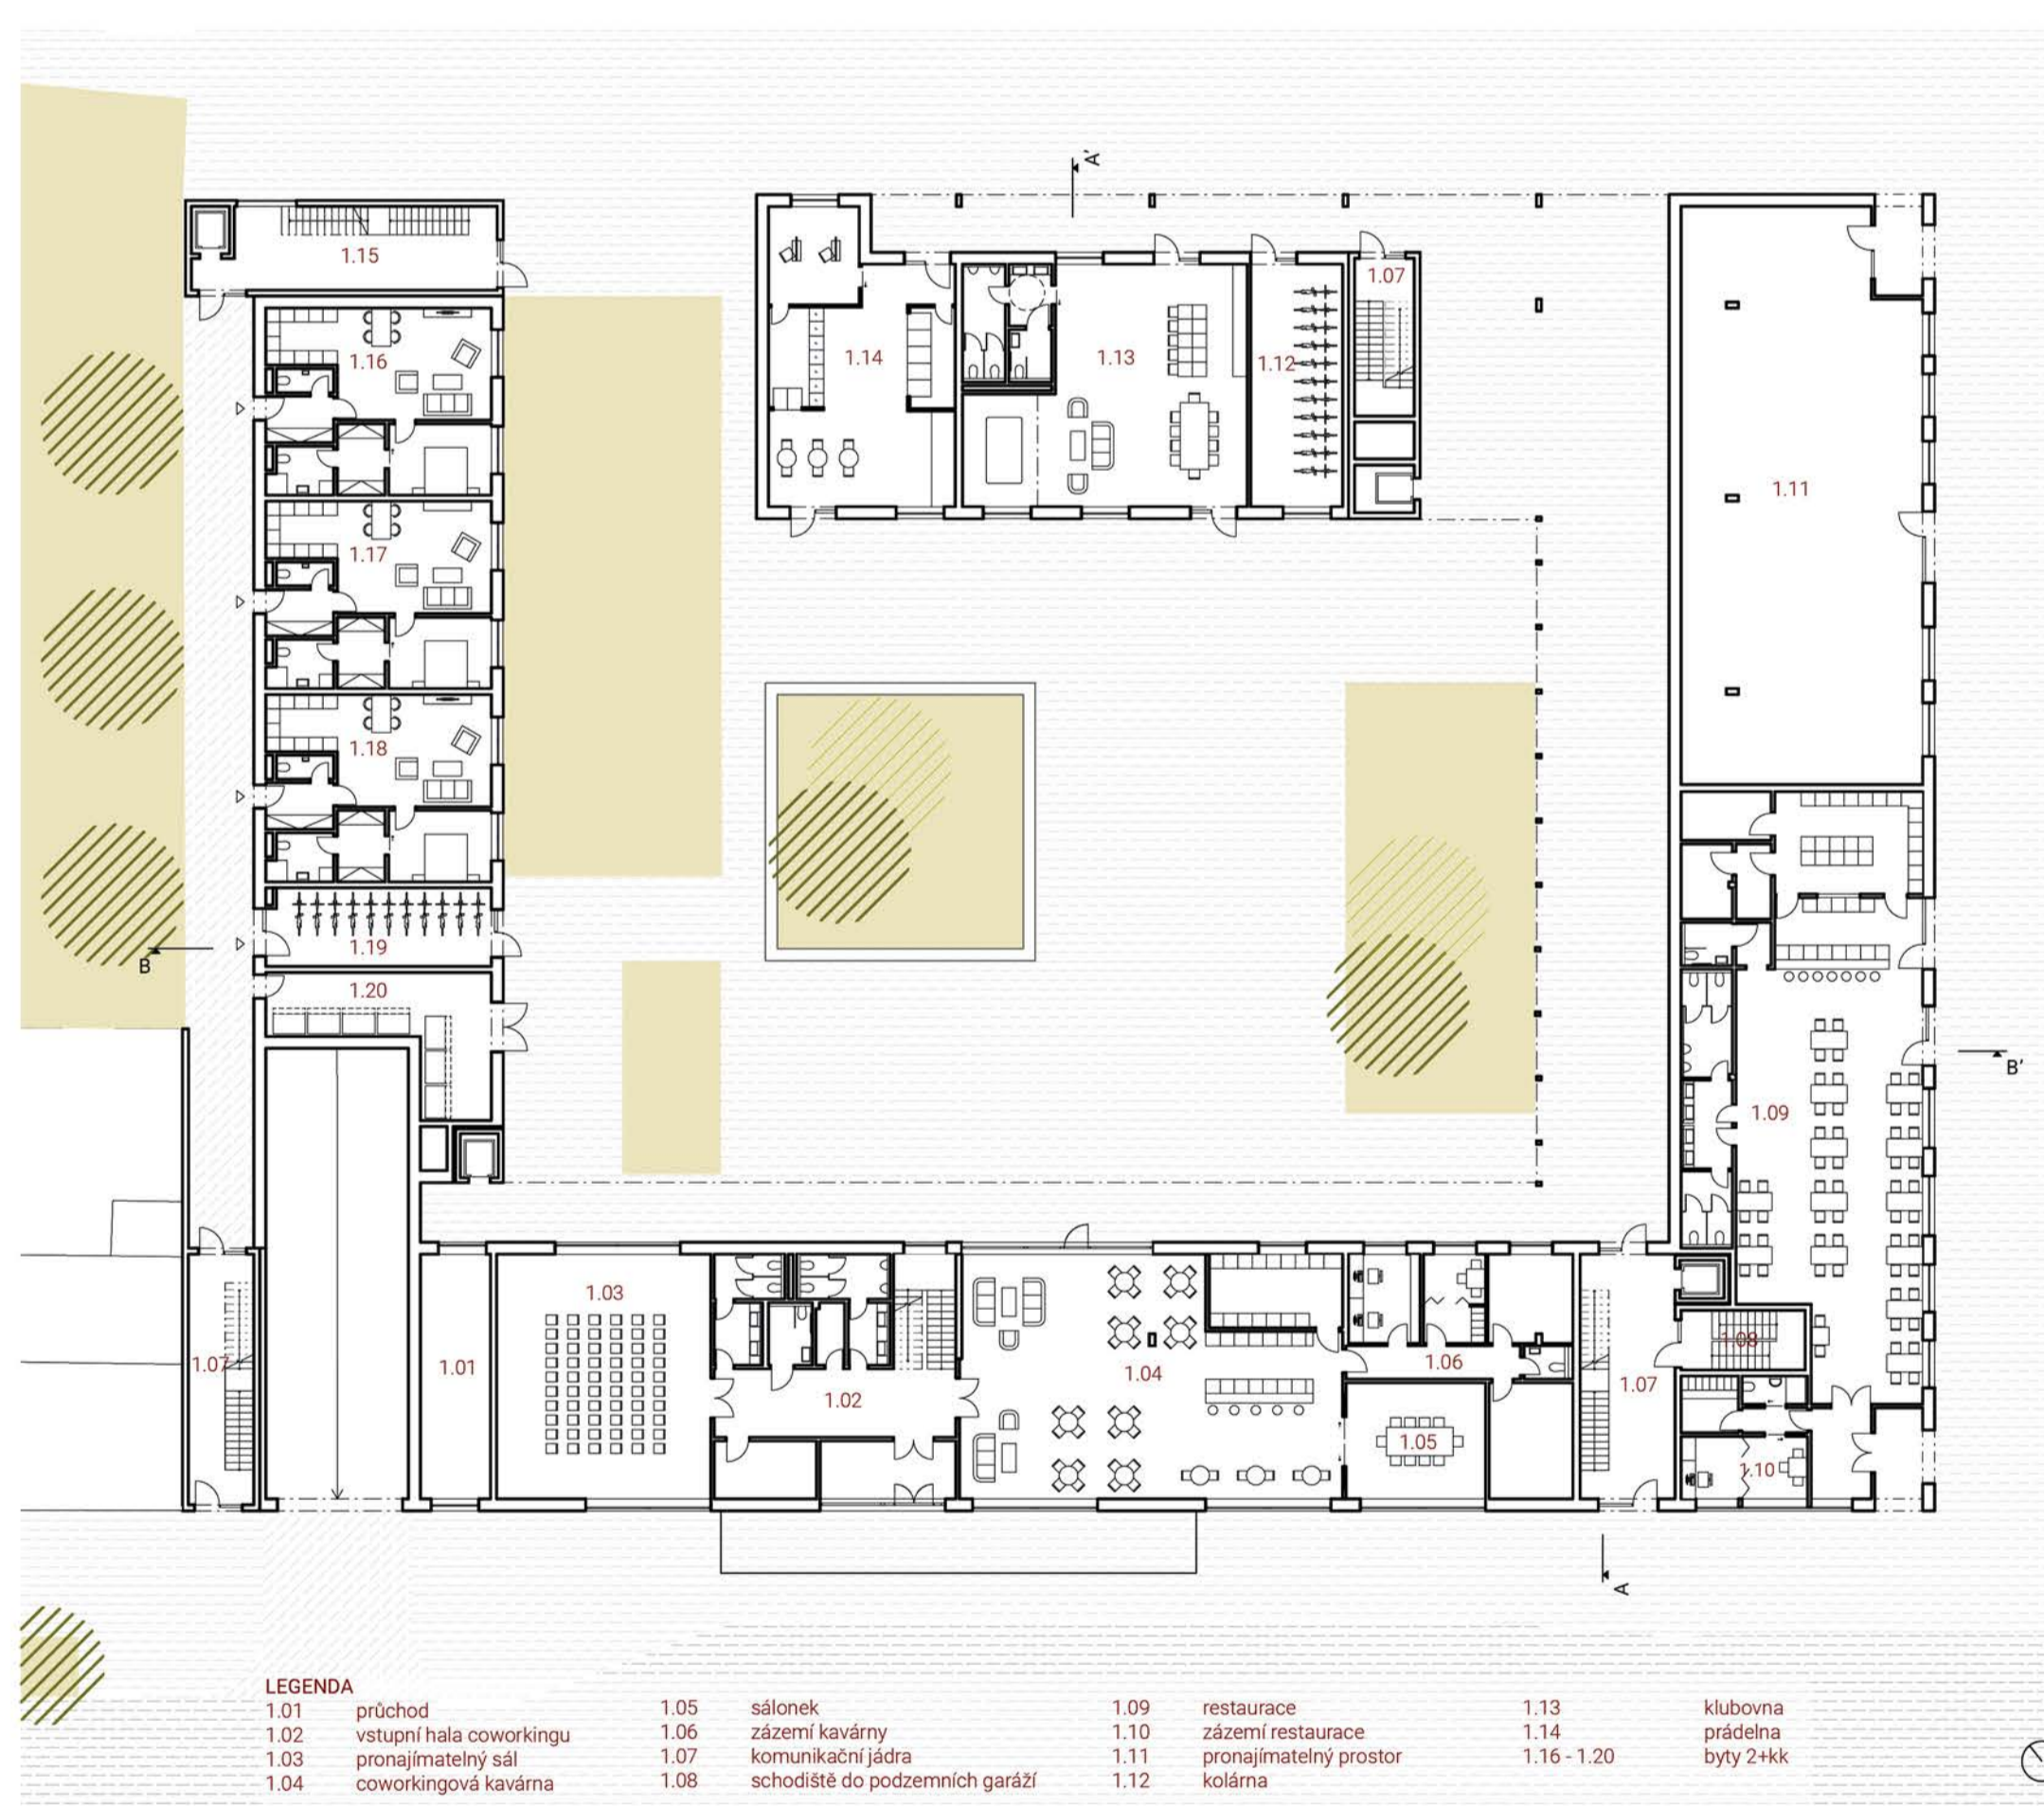 A'
1.15
1.07
1.16
1.14
1.13
1.12
1.11
1.17
1.18
1.19
B
1.20
B'
1.09
1.03
1.07
1.01
1.02
1.04
1.06
1.05
1.07
1.08
1.10
A
LEGENDA
1.01 průchod
1.02 vstupní hala coworkingu
1.03 pronajímatelný sál
1.04 coworkingová kavárna
1.05 sálonek
1.06 zázemí kavárny
1.07 komunikační jádra
1.08 schodiště do podzemních garáží
1.09 restaurace
1.10 zázemí restaurace
1.11 pronajímatelný prostor
1.12 kolárna
1.13 klubovna
1.14 prádelna
1.16 - 1.20 byty 2+kk